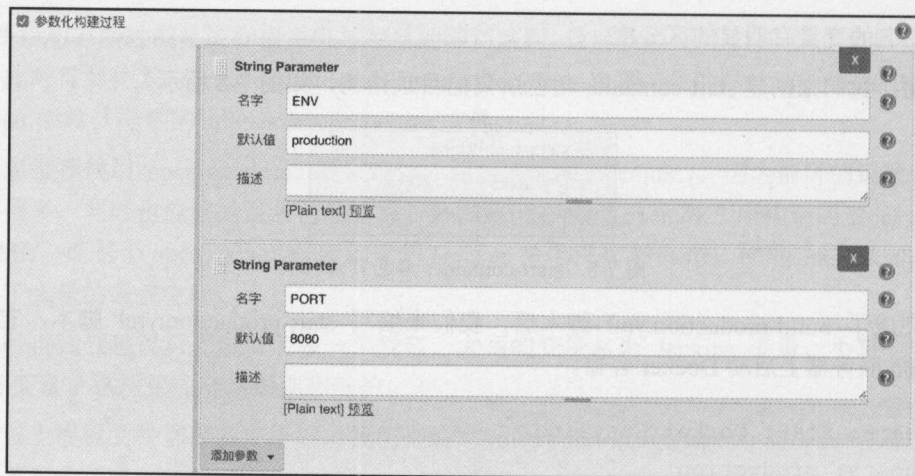 参数化构建过程
String Parameter
X
名字 ENV
默认值 production
描述
[Plain text] 预览
String Parameter
X
名字 PORT
默认值 8080
描述
[Plain text] 预览
添加参数